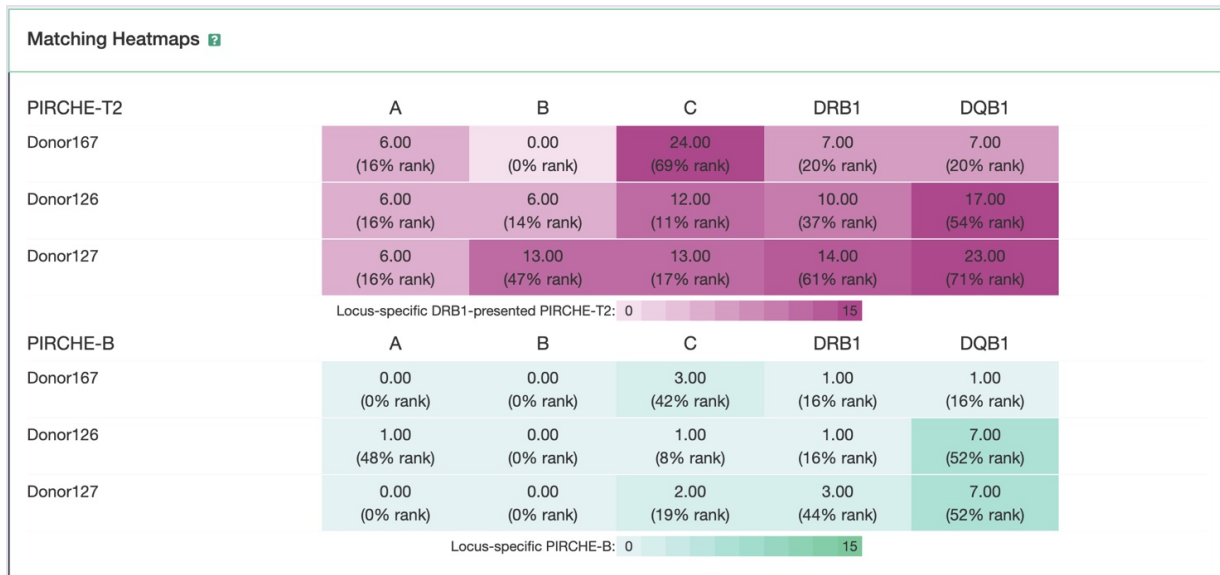 Matching Heatmaps ?
PIRCHE-T2 A B C DRB1 DQB1
Donor167 6.00 0.00 24.00 7.00 7.00
(16% rank) (0% rank) (69% rank) (20% rank) (20% rank)
Donor126 6.00 6.00 12.00 10.00 17.00
(16% rank) (14% rank) (11% rank) (37% rank) (54% rank)
Donor127 6.00 13.00 13.00 14.00 23.00
(16% rank) (47% rank) (17% rank) (61% rank) (71% rank)
Locus-specific DRB1-presented PIRCHE-T2: 0 15
PIRCHE-B A B C DRB1 DQB1
Donor167 0.00 0.00 3.00 1.00 1.00
(0% rank) (0% rank) (42% rank) (16% rank) (16% rank)
Donor126 1.00 0.00 1.00 1.00 7.00
(48% rank) (0% rank) (8% rank) (16% rank) (52% rank)
Donor127 0.00 0.00 2.00 3.00 7.00
(0% rank) (0% rank) (19% rank) (44% rank) (52% rank)
Locus-specific PIRCHE-B: 0 15